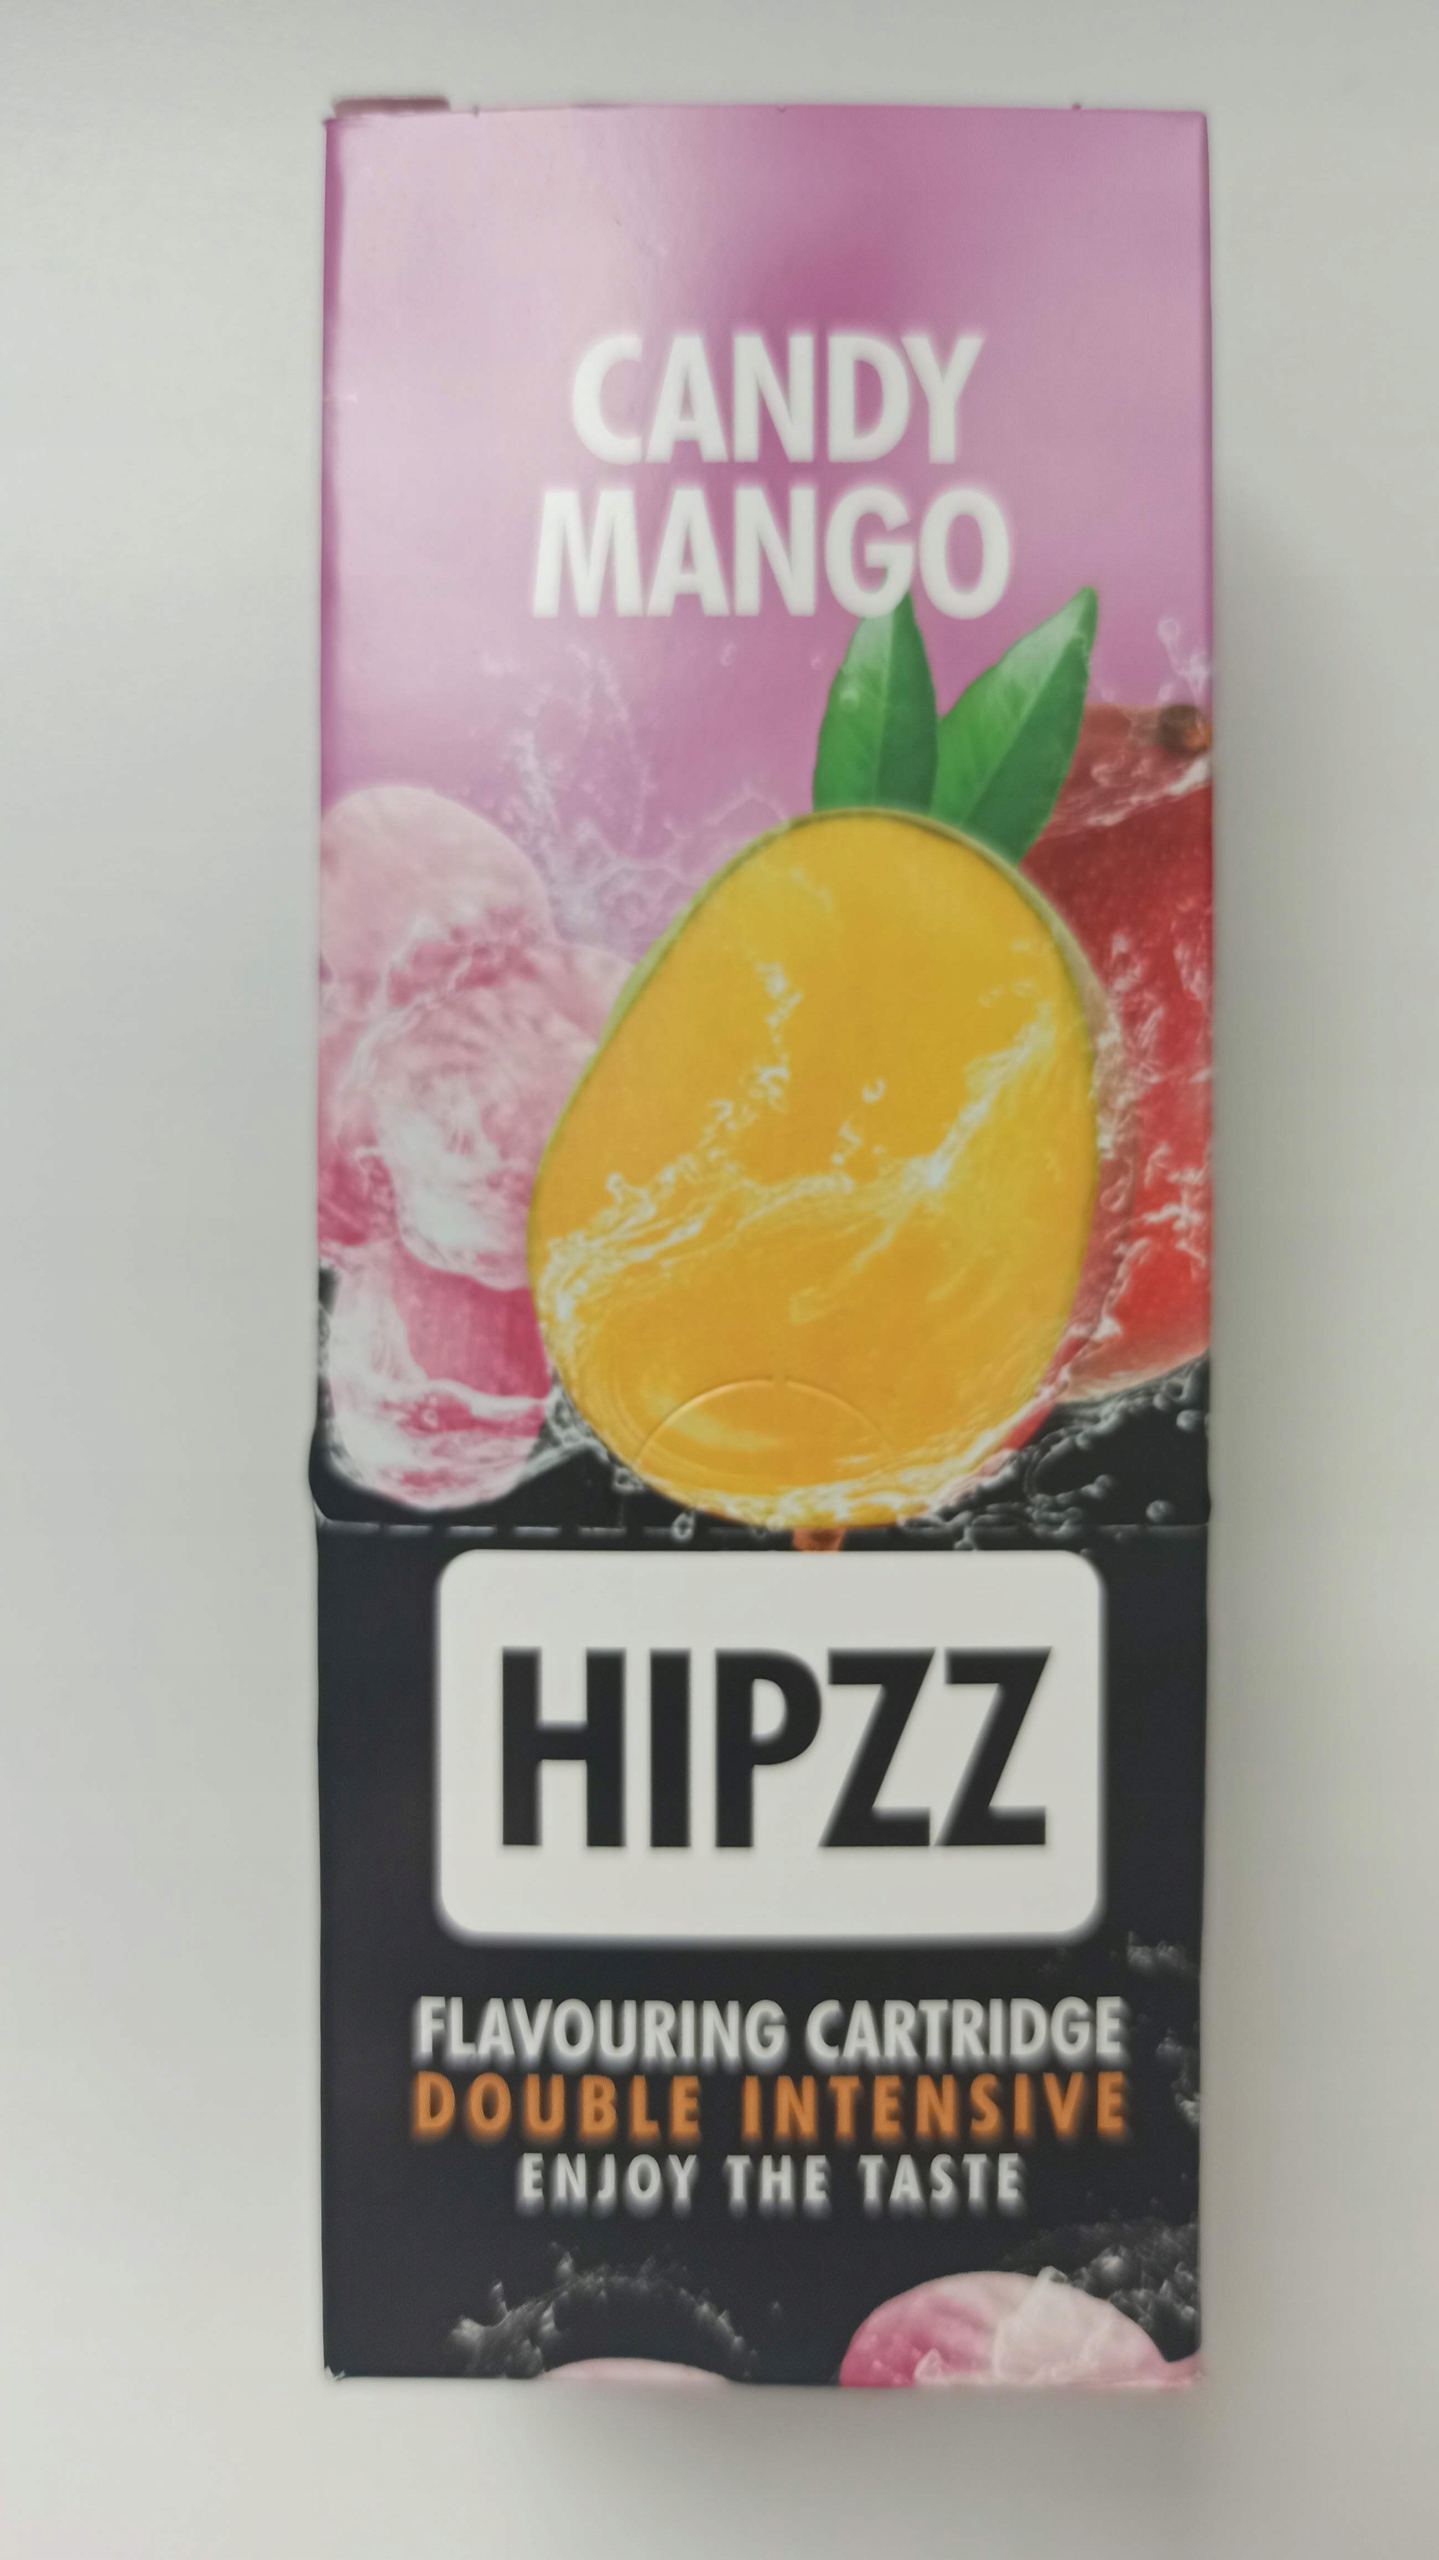 CANDY
MANGO
HIPZZ
FLAVOURING CARTRIDGE
DOUBLE INTENSIVE
ENJOY THE TASTE